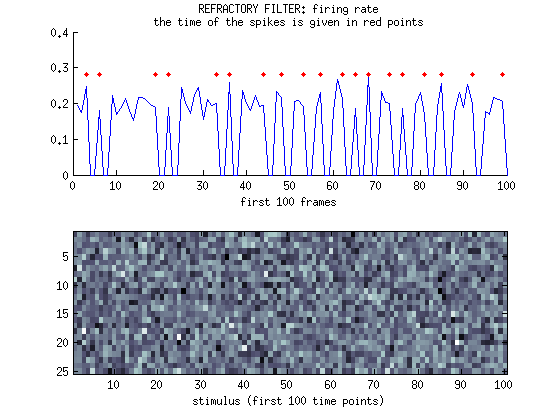 REFRACTORY FILTER: firing rate
the time of the spikes is given in red points
0.4
0.3
0.2
0.1
0
0 10 20 30 40 50 60 70 80 90 100
first 100 frames
5
10
15
20
25
10 20 30 40 50 60 70 80 90 100
stimulus (first 100 time points)